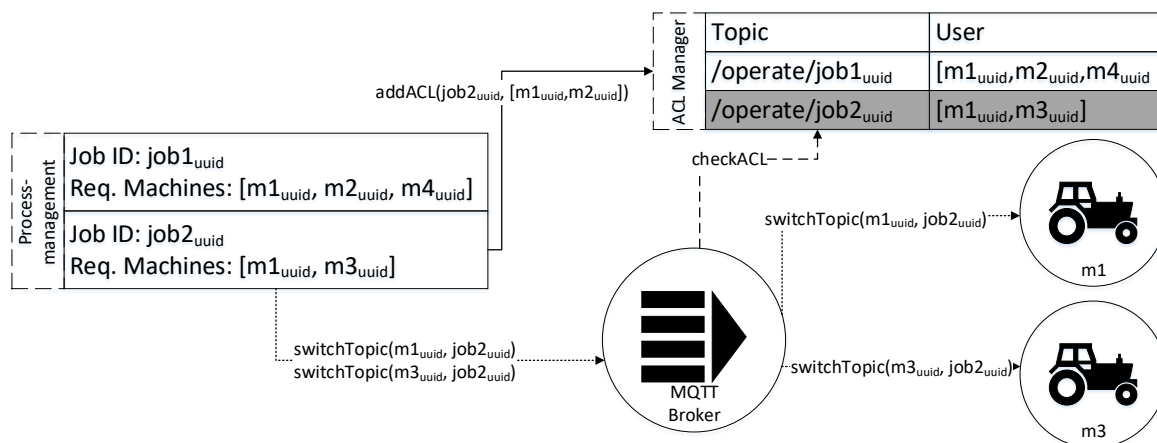 Topic User
/operate/job1uuid [m1uuid,m2uuid,m4uuid
/operate/job2uuid [m1uuid,m3uuid]
ACL Manager
addACL(job2uuid, [m1uuid,m2uuid])
checkACL
Process-
management
Job ID: job1uuid
Req. Machines: [m1uuid, m2uuid, m4uuid]
Job ID: job2uuid
Req. Machines: [m1uuid, m3uuid]
switchTopic(m1uuid, job2uuid)
m1
switchTopic(m1uuid, job2uuid)
switchTopic(m3uuid, job2uuid)
MQTT
Broker
switchTopic(m3uuid, job2uuid)
m3